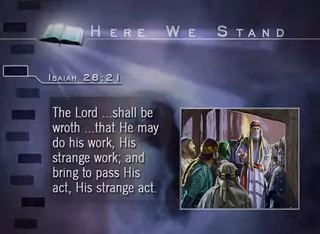 Here We Stand
Isaiah 28:21
The Lord ...shall be
wroth ...that He may
do his work, His
strange work; and
bring to pass His
act, His strange act.